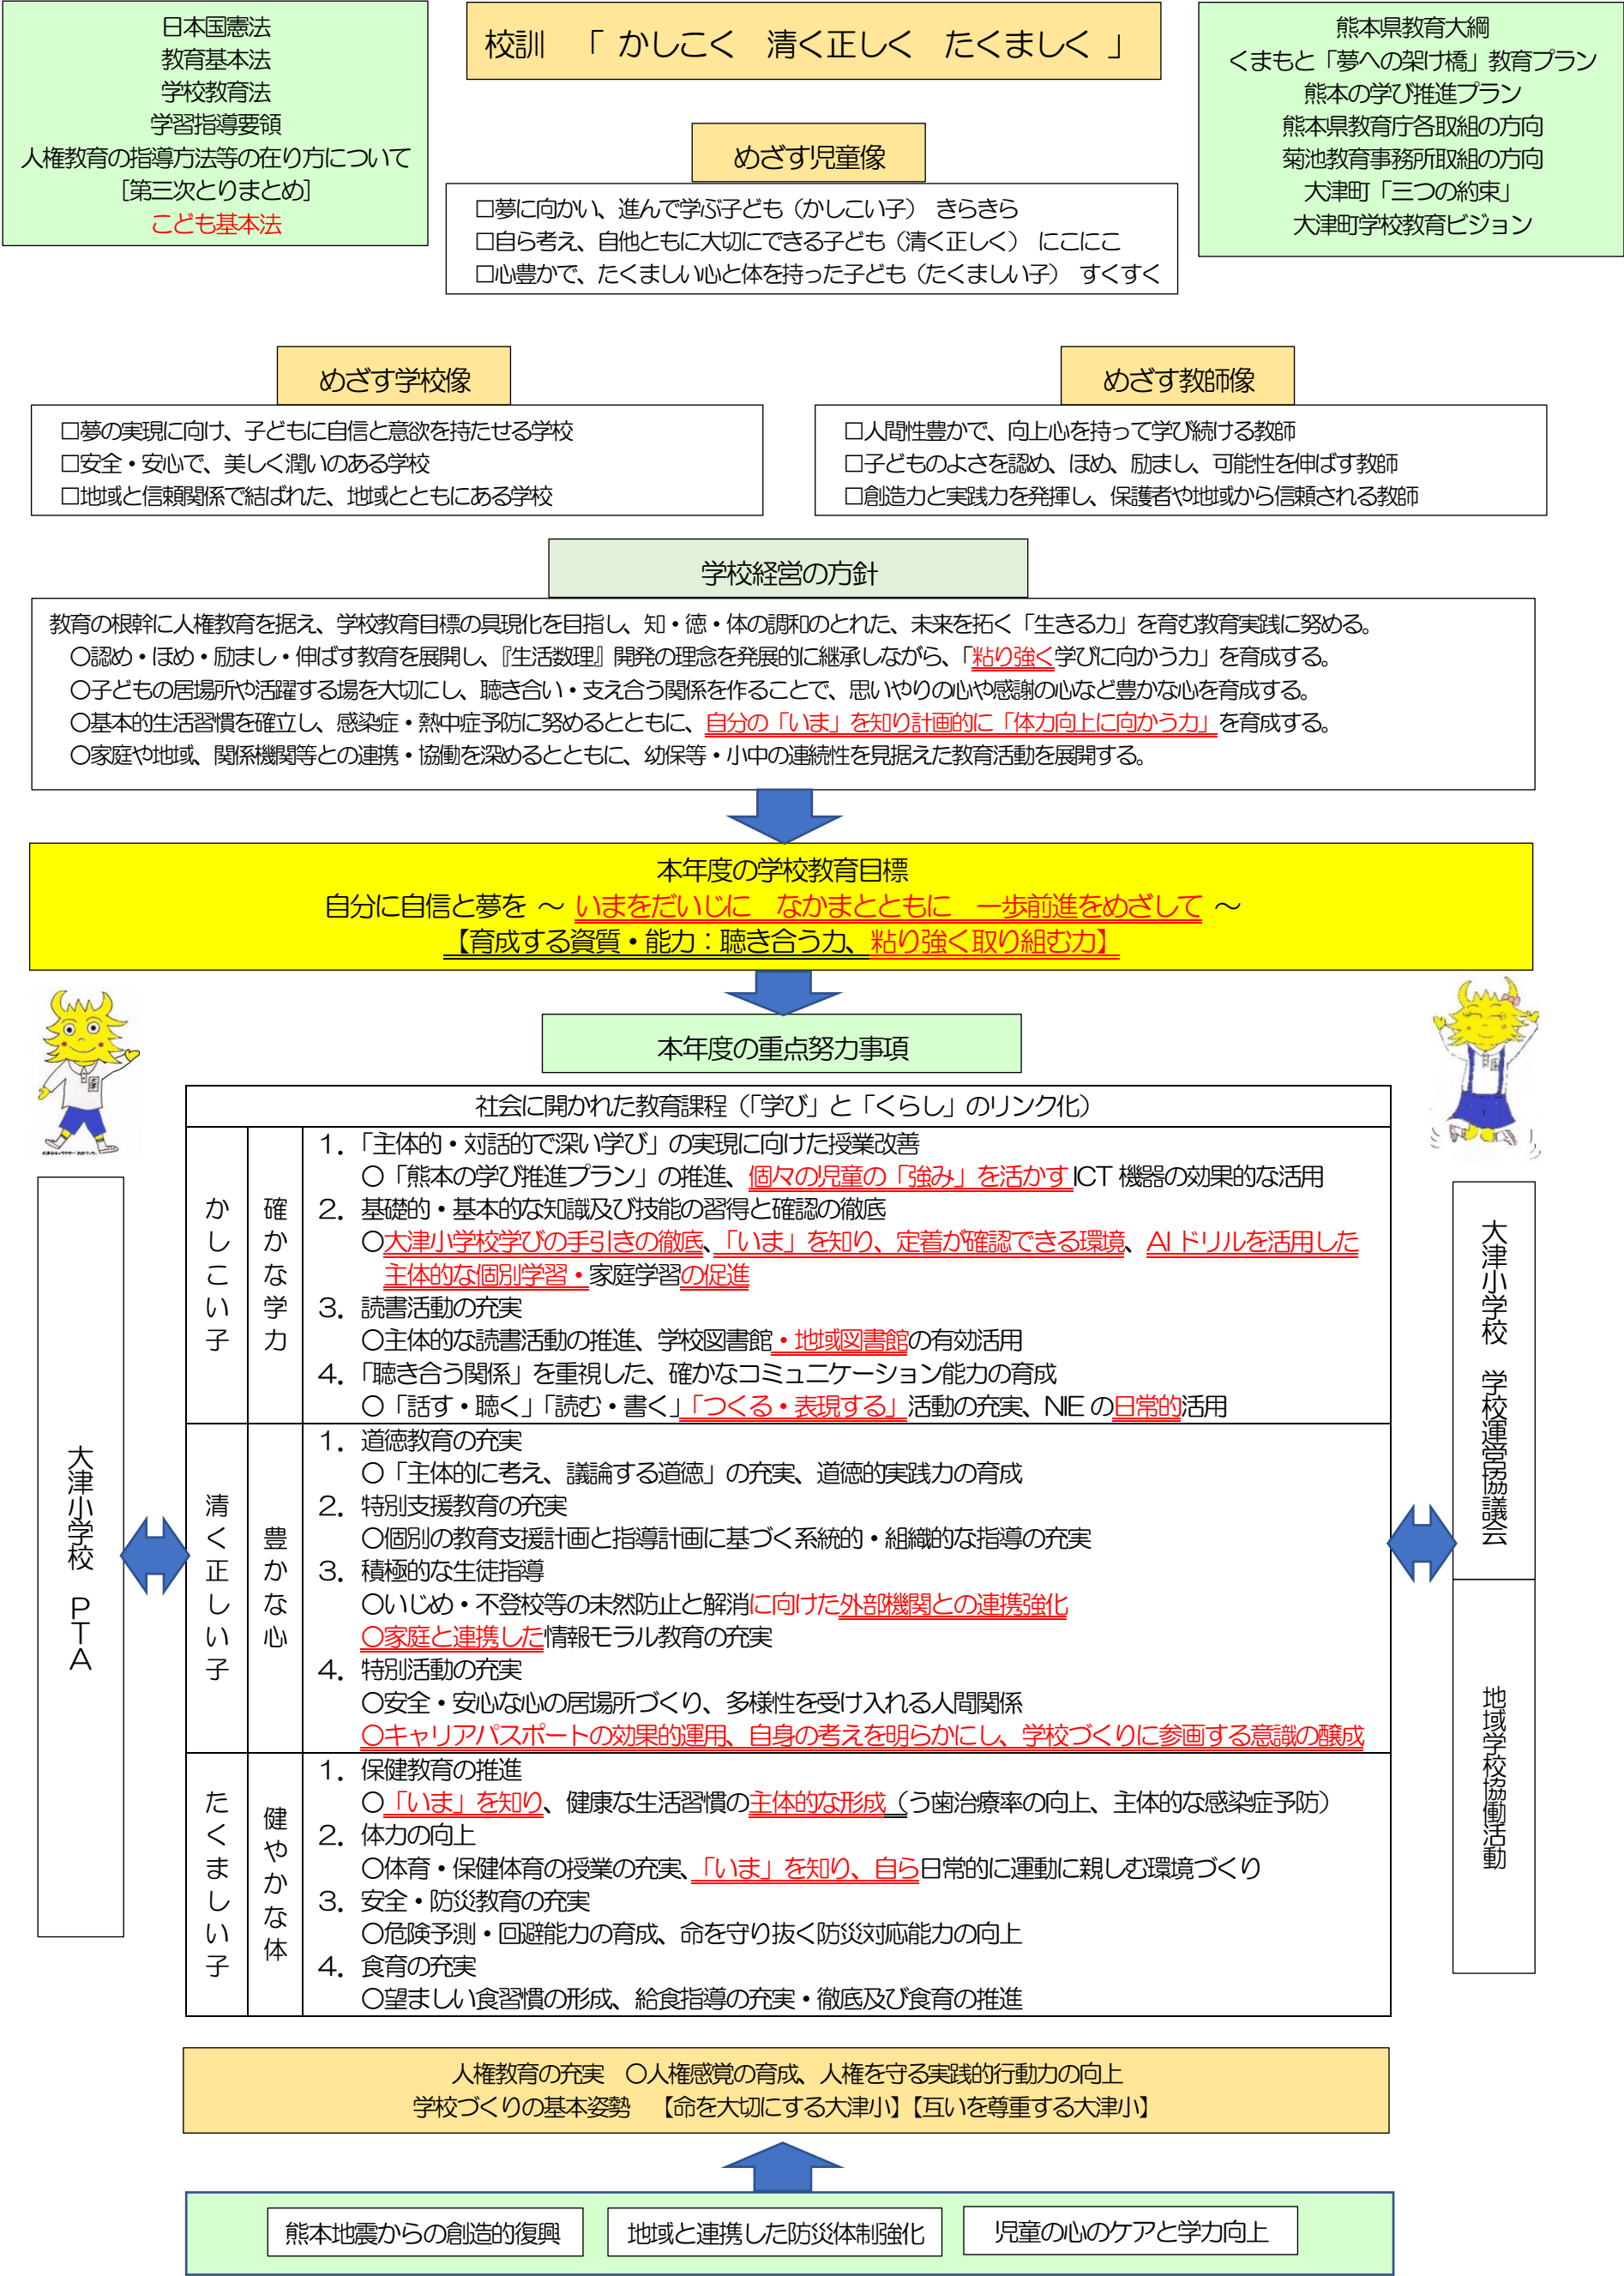 日本国憲法
教育基本法
学校教育法
学習指導要領
人権教育の指導方法等の在り方について
[第三次とりまとめ]
こども基本法
校訓　「 かしこく　清く正しく　たくましく 」
熊本県教育大綱
くまもと「夢への架け橋」教育プラン
熊本の学び推進プラン
熊本県教育庁各取組の方向
菊池教育事務所取組の方向
大津町「三つの約束」
大津町学校教育ビジョン
めざす児童像
□夢に向かい、進んで学ぶ子ども（かしこい子） きらきら
□自ら考え、自他ともに大切にできる子ども（清く正しく） にこにこ
□心豊かで、たくましい心と体を持った子ども（たくましい子） すくすく
めざす学校像
□夢の実現に向け、子どもに自信と意欲を持たせる学校
□安全・安心で、美しく潤いのある学校
□地域と信頼関係で結ばれた、地域とともにある学校
めざす教師像
□人間性豊かで、向上心を持って学び続ける教師
□子どものよさを認め、ほめ、励まし、可能性を伸ばす教師
□創造力と実践力を発揮し、保護者や地域から信頼される教師
学校経営の方針
教育の根幹に人権教育を据え、学校教育目標の具現化を目指し、知・徳・体の調和のとれた、未来を拓く「生きる力」を育む教育実践に努める。
〇認め・ほめ・励まし・伸ばす教育を展開し、『生活数理』開発の理念を発展的に継承しながら、「粘り強く学びに向かう力」を育成する。
〇子どもの居場所や活躍する場を大切にし、聴き合い・支え合う関係を作ることで、思いやりの心や感謝の心など豊かな心を育成する。
〇基本的生活習慣を確立し、感染症・熱中症予防に努めるとともに、自分の「いま」を知り計画的に「体力向上に向かう力」を育成する。
〇家庭や地域、関係機関等との連携・協働を深めるとともに、幼保等・小中の連続性を見据えた教育活動を展開する。
本年度の学校教育目標
自分に自信と夢を ～ いまをだいじに　なかまとともに　一歩前進をめざして ～
【育成する資質・能力：聴き合う力、粘り強く取り組む力】
本年度の重点努力事項
社会に開かれた教育課程（「学び」と「くらし」のリンク化）
かしこい子
確かな学力
1．「主体的・対話的で深い学び」の実現に向けた授業改善
〇「熊本の学び推進プラン」の推進、個々の児童の「強み」を活かすICT 機器の効果的な活用
2．基礎的・基本的な知識及び技能の習得と確認の徹底
〇大津小学校学びの手引きの徹底、「いま」を知り、定着が確認できる環境、AI ドリルを活用した
主体的な個別学習・家庭学習の促進
3．読書活動の充実
〇主体的な読書活動の推進、学校図書館・地域図書館の有効活用
4．「聴き合う関係」を重視した、確かなコミュニケーション能力の育成
〇「話す・聴く」「読む・書く」「つくる・表現する」活動の充実、NIE の日常的活用
清く正しい子
豊かな心
1．道徳教育の充実
〇「主体的に考え、議論する道徳」の充実、道徳的実践力の育成
2．特別支援教育の充実
〇個別の教育支援計画と指導計画に基づく系統的・組織的な指導の充実
3．積極的な生徒指導
〇いじめ・不登校等の未然防止と解消に向けた外部機関との連携強化
〇家庭と連携した情報モラル教育の充実
4．特別活動の充実
〇安全・安心な心の居場所づくり、多様性を受け入れる人間関係
〇キャリアパスポートの効果的運用、自身の考えを明らかにし、学校づくりに参画する意識の醸成
たくましい子
健やかな体
1．保健教育の推進
〇「いま」を知り、健康な生活習慣の主体的な形成（う歯治療率の向上、主体的な感染症予防）
2．体力の向上
〇体育・保健体育の授業の充実、「いま」を知り、自ら日常的に運動に親しむ環境づくり
3．安全・防災教育の充実
〇危険予測・回避能力の育成、命を守り抜く防災対応能力の向上
4．食育の充実
〇望ましい食習慣の形成、給食指導の充実・徹底及び食育の推進
大津小学校　PTA
大津小学校　学校運営協議会
地域学校協働活動
人権教育の充実　〇人権感覚の育成、人権を守る実践的行動力の向上
学校づくりの基本姿勢　【命を大切にする大津小】【互いを尊重する大津小】
熊本地震からの創造的復興
地域と連携した防災体制強化
児童の心のケアと学力向上